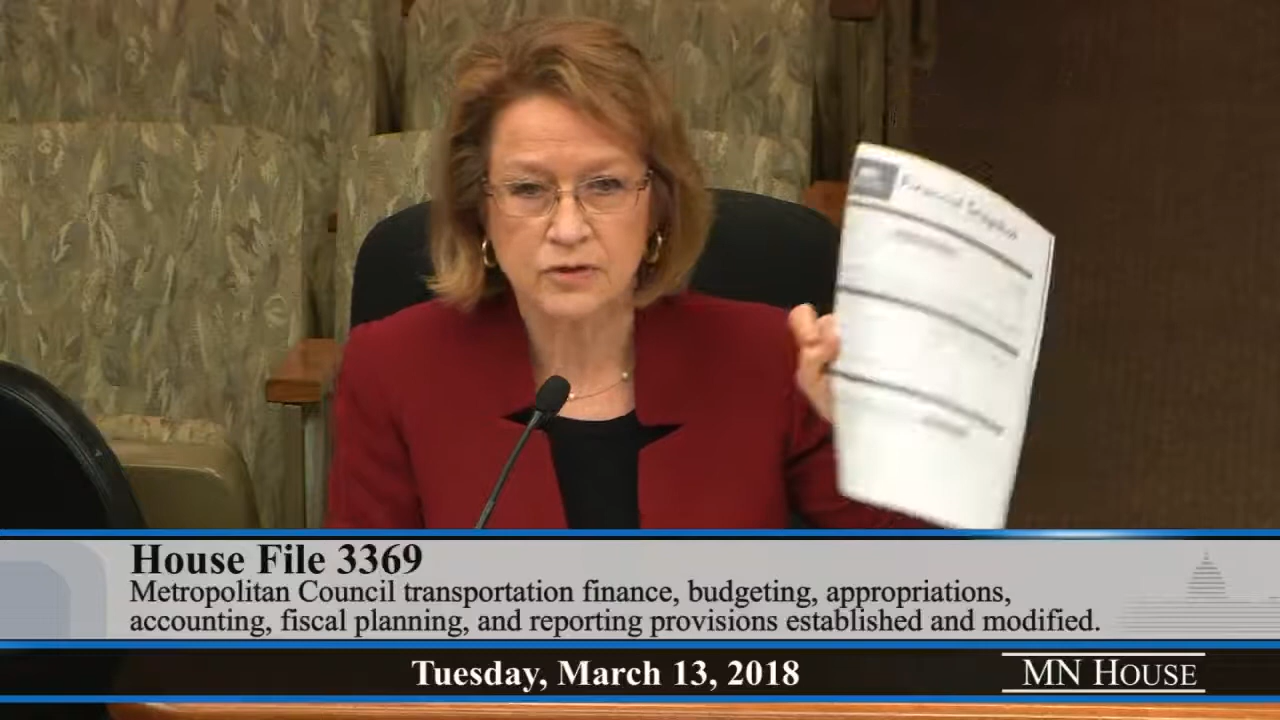 House File 3369
Metropolitan Council transportation finance, budgeting, appropriations,
accounting, fiscal planning, and reporting provisions established and modified.
Tuesday, March 13, 2018
MN HOUSE